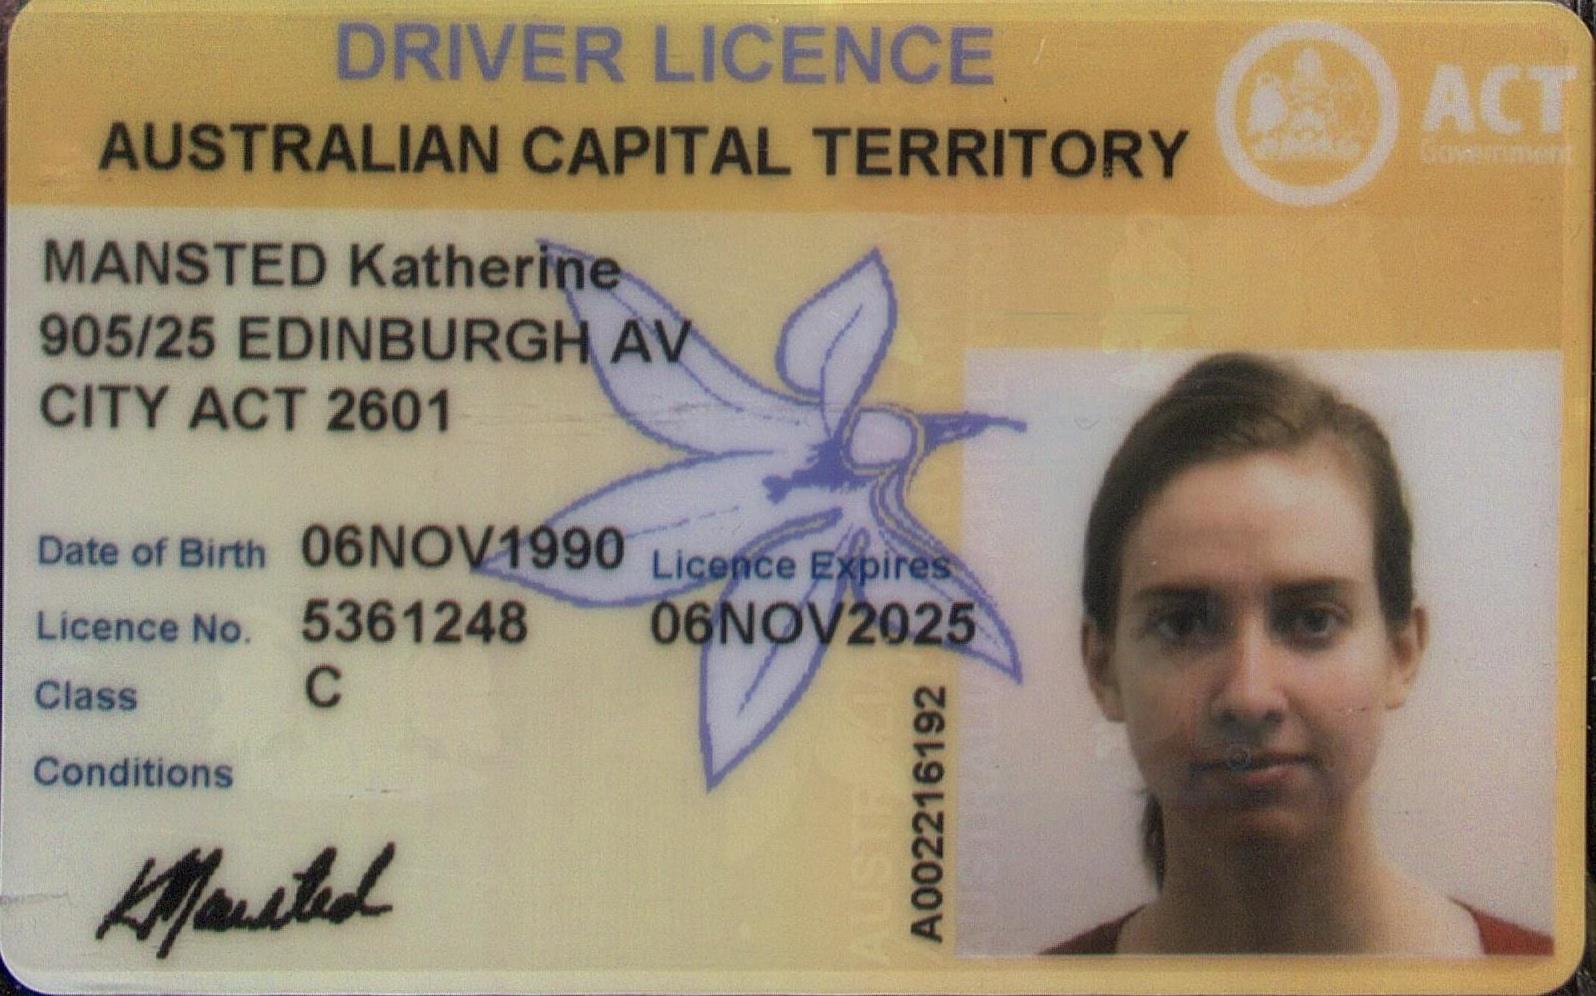 DRIVER LICENCE
AUSTRALIAN CAPITAL TERRITORY
ACT
Government
MANSTED Katherine
905/25 EDINBURGH AV
CITY ACT 2601
Date of Birth 06NOV1990
Licence Expires
Licence No. 5361248
06NOV2025
Class C
Conditions
A002216192
KMansted